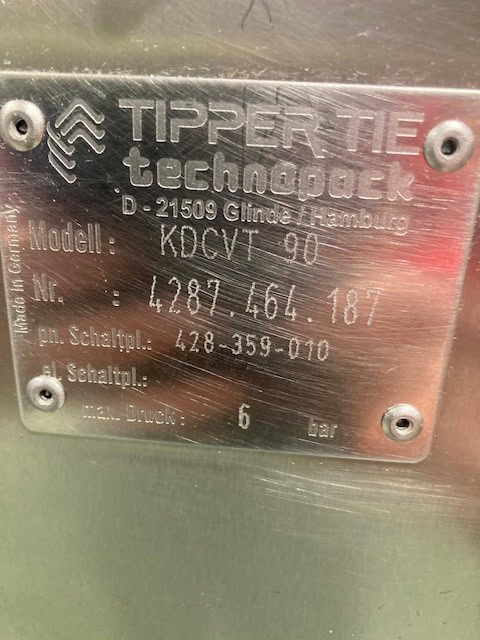 TIPPER TIE
technopack
D - 21509 Glinde / Hamburg
Modell: KDCVT 90
Nr. : 4287.464.187
pn. Schaltpl.: 428-359-010
el. Schaltpl.:
max. Druck: 6 bar
Made in Germany